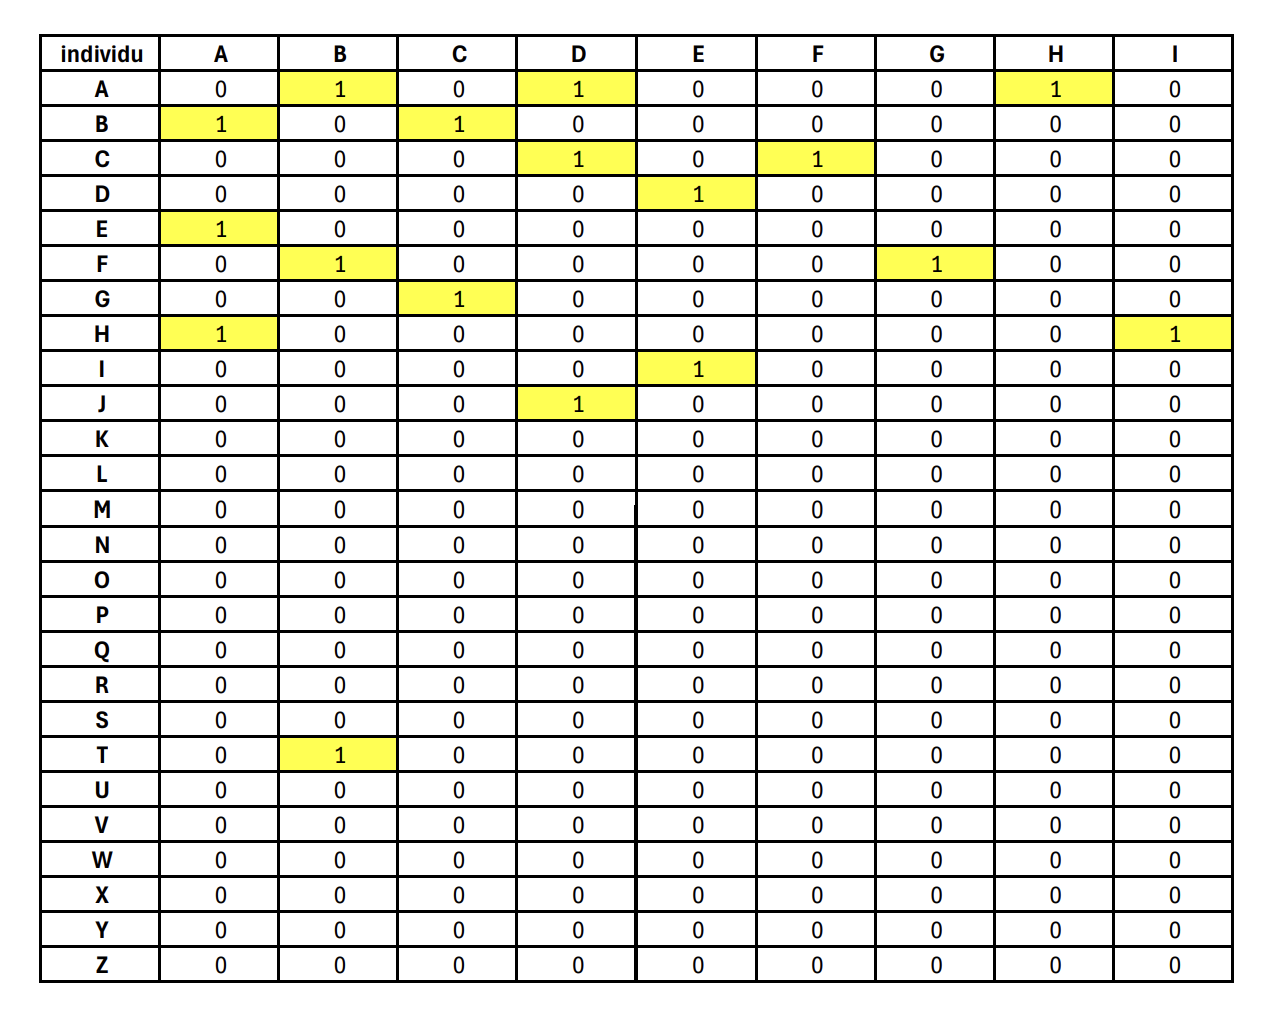 individu A B C D E F G H I
A 0 1 0 1 0 0 0 1 0
B 1 0 1 0 0 0 0 0 0
C 0 0 0 1 0 1 0 0 0
D 0 0 0 0 1 0 0 0 0
E 1 0 0 0 0 0 0 0 0
F 0 1 0 0 0 0 1 0 0
G 0 0 1 0 0 0 0 0 0
H 1 0 0 0 0 0 0 0 1
I 0 0 0 0 1 0 0 0 0
J 0 0 0 1 0 0 0 0 0
K 0 0 0 0 0 0 0 0 0
L 0 0 0 0 0 0 0 0 0
M 0 0 0 0 0 0 0 0 0
N 0 0 0 0 0 0 0 0 0
O 0 0 0 0 0 0 0 0 0
P 0 0 0 0 0 0 0 0 0
Q 0 0 0 0 0 0 0 0 0
R 0 0 0 0 0 0 0 0 0
S 0 0 0 0 0 0 0 0 0
T 0 1 0 0 0 0 0 0 0
U 0 0 0 0 0 0 0 0 0
V 0 0 0 0 0 0 0 0 0
W 0 0 0 0 0 0 0 0 0
X 0 0 0 0 0 0 0 0 0
Y 0 0 0 0 0 0 0 0 0
Z 0 0 0 0 0 0 0 0 0